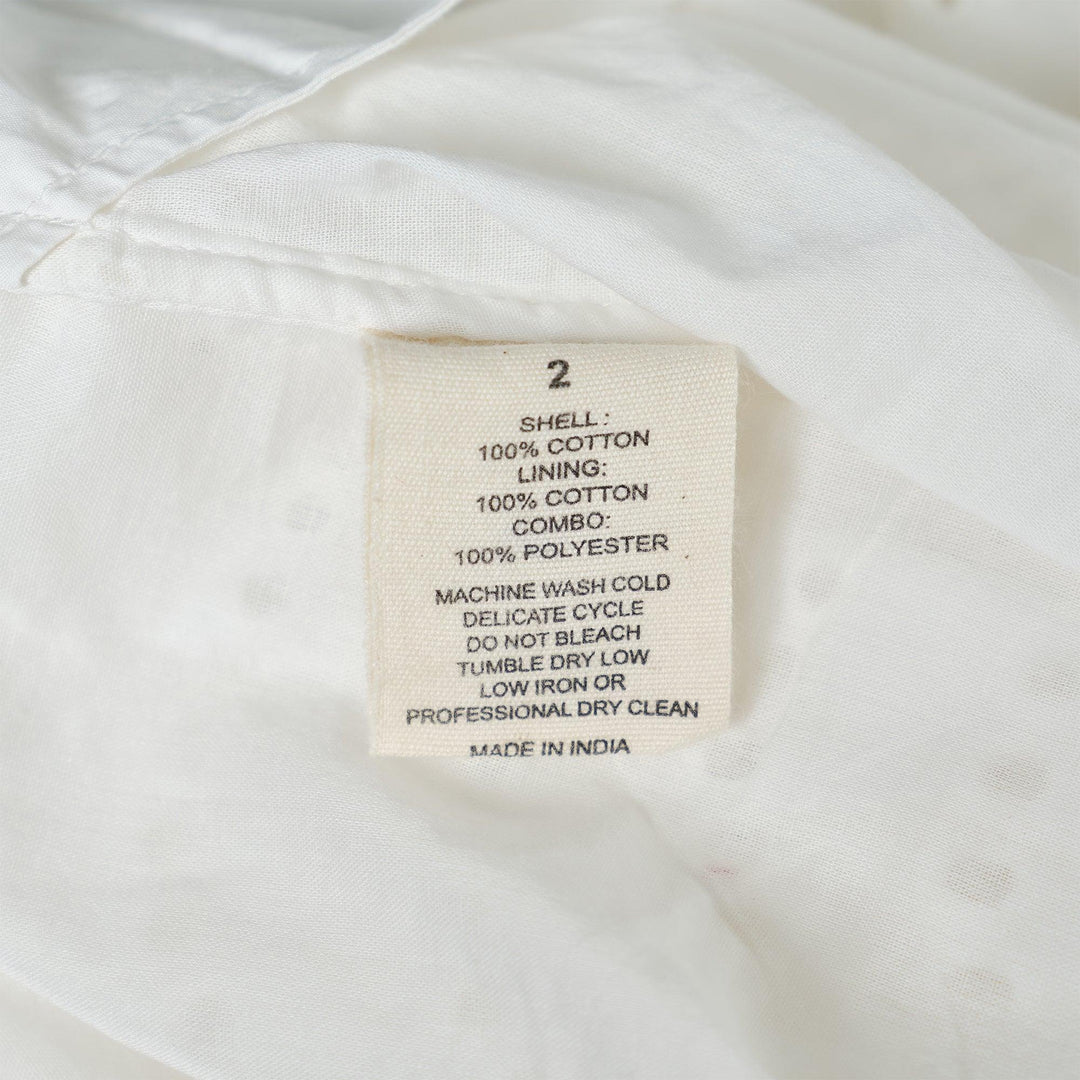 2
SHELL :
100% COTTON
LINING:
100% COTTON
COMBO:
100% POLYESTER
MACHINE WASH COLD
DELICATE CYCLE
DO NOT BLEACH
TUMBLE DRY LOW
LOW IRON OR
PROFESSIONAL DRY CLEAN
MADE IN INDIA